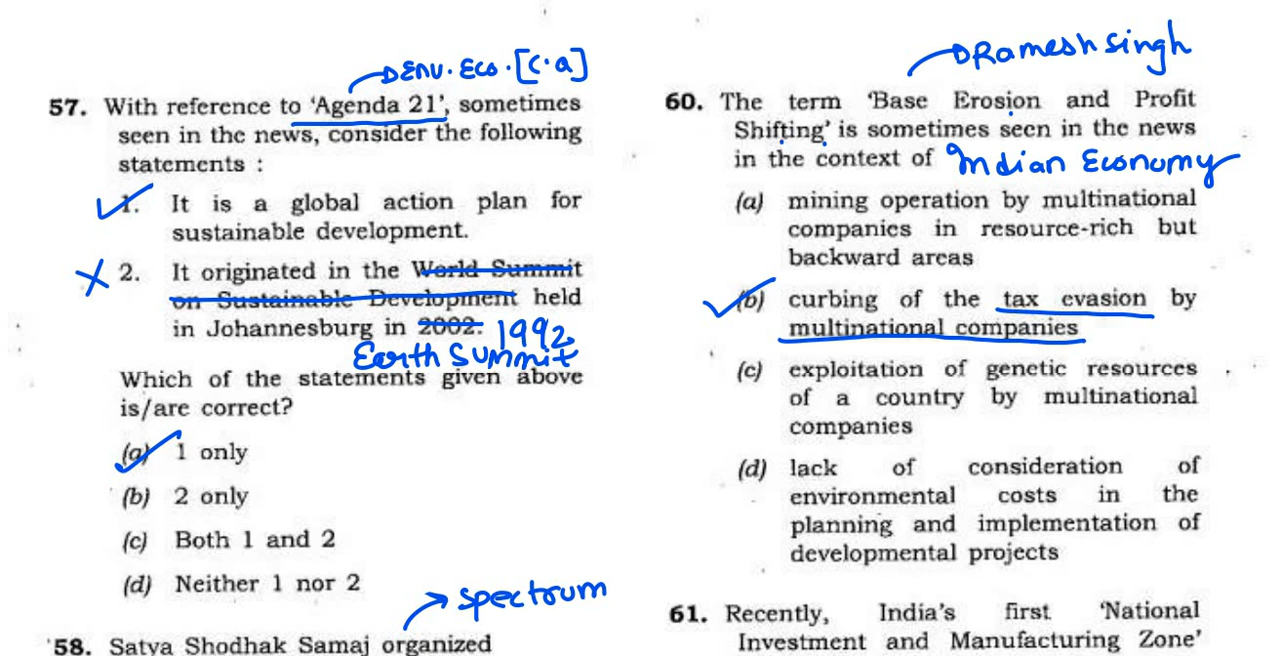 → Env. Eco. [C.a]
57. With reference to ‘Agenda 21’, sometimes
seen in the news, consider the following
statements :
1. It is a global action plan for
sustainable development.
2. It originated in the World Summit
on Sustainable Development held
in Johannesburg in 2002.
1992
Earth Summit
Which of the statements given above
is/are correct?
(a) 1 only
(b) 2 only
(c) Both 1 and 2
(d) Neither 1 nor 2
→ Spectrum
58. Satya Shodhak Samaj organized
→ Ramesh Singh
60. The term ‘Base Erosion and Profit
Shifting’ is sometimes seen in the news
in the context of Indian Economy
(a) mining operation by multinational
companies in resource-rich but
backward areas
(b) curbing of the tax evasion by
multinational companies
(c) exploitation of genetic resources
of a country by multinational
companies
(d) lack of consideration of
environmental costs in the
planning and implementation of
developmental projects
61. Recently, India’s first ‘National
Investment and Manufacturing Zone’